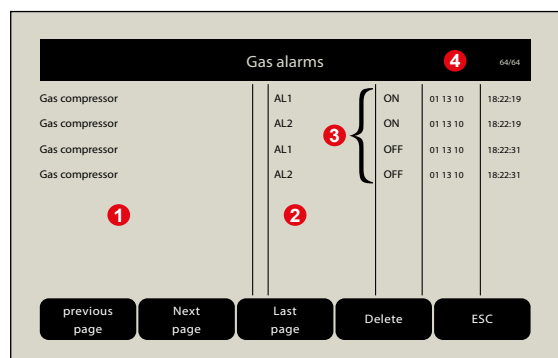 Gas alarms 4 64/64
Gas compressor AL1 ON 01 13 10 18:22:19
Gas compressor AL2 ON 01 13 10 18:22:19
3
Gas compressor AL1 OFF 01 13 10 18:22:31
Gas compressor AL2 OFF 01 13 10 18:22:31
1 2
previous page
Next page
Last page
Delete
ESC